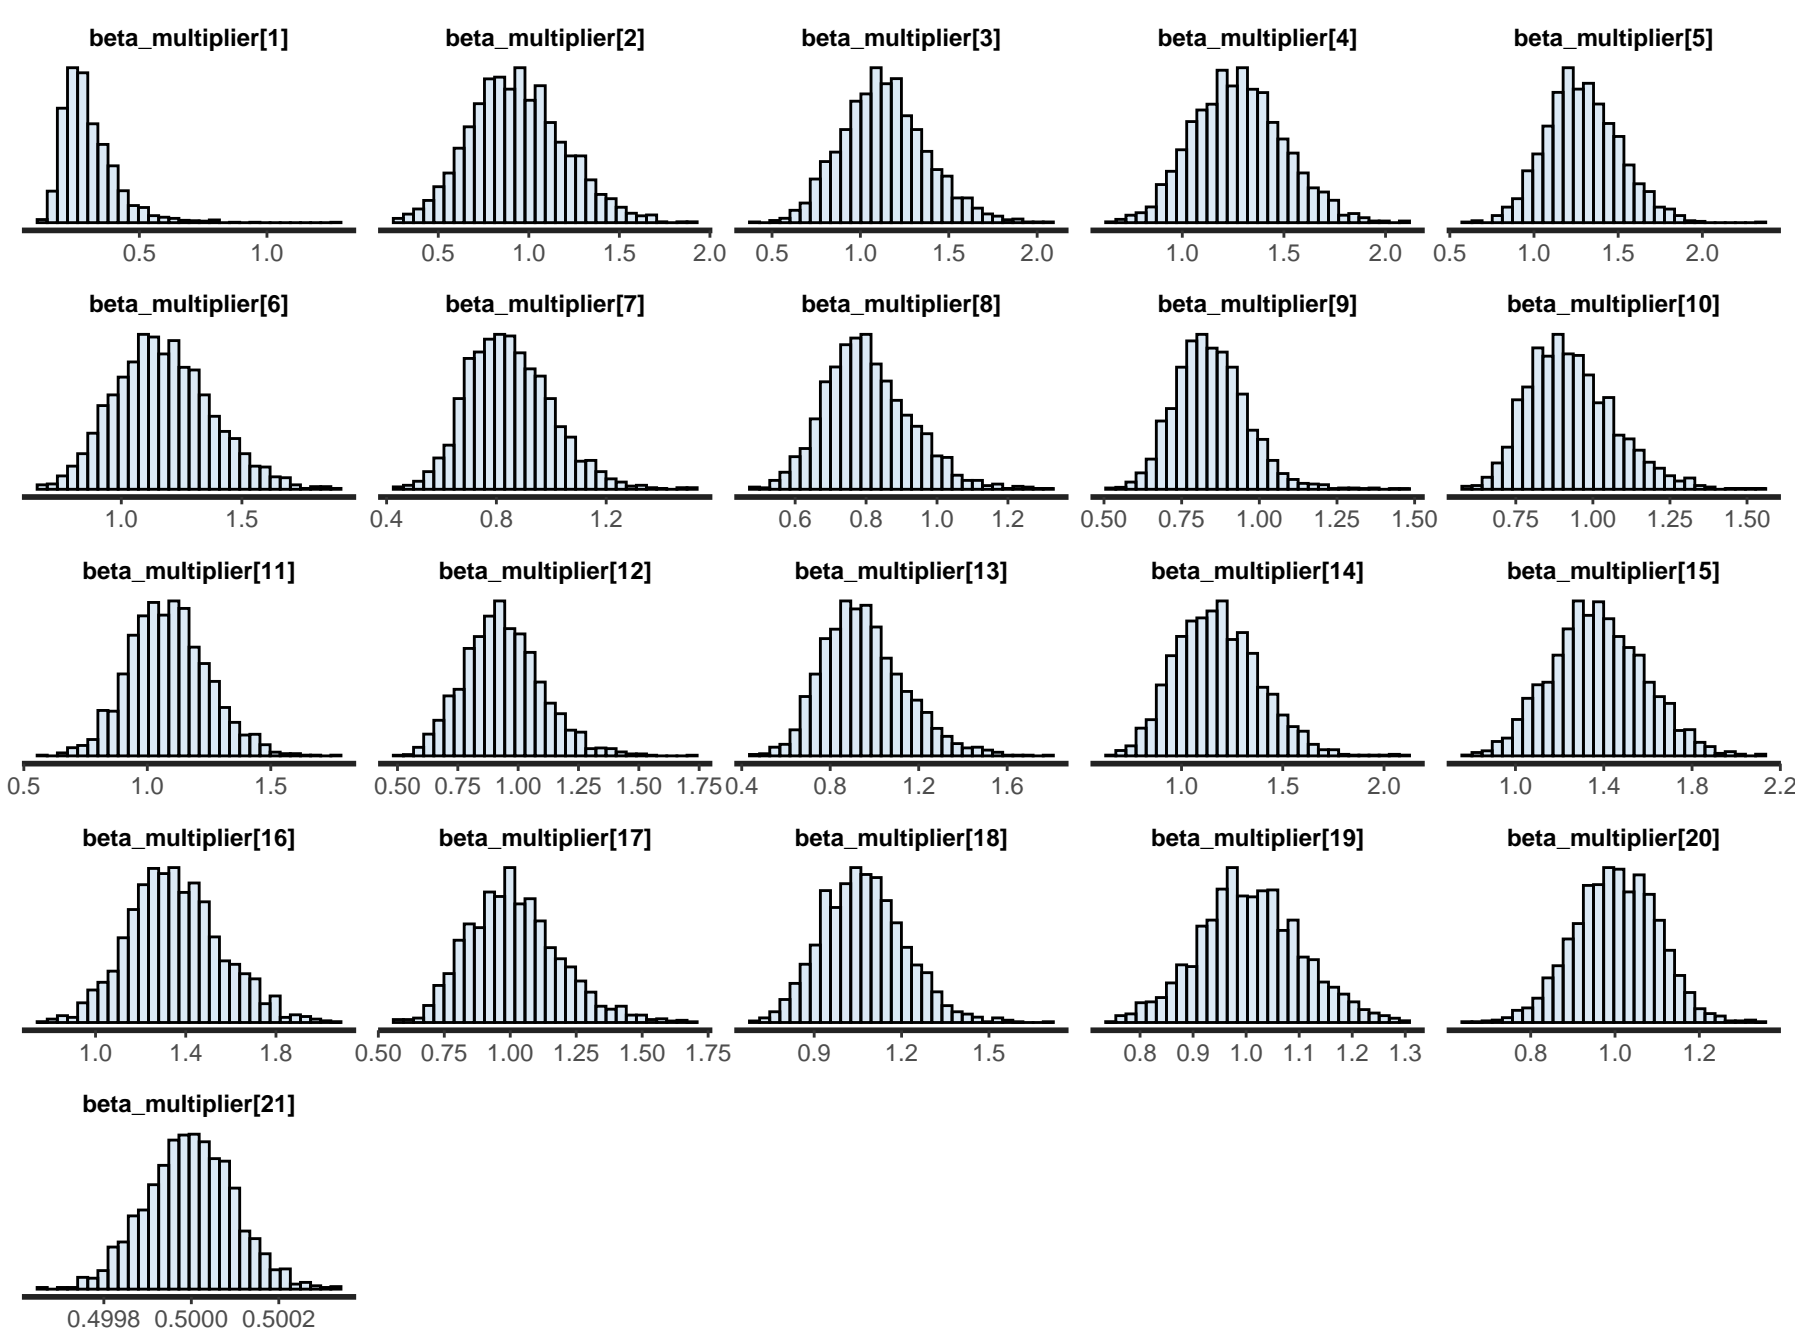 beta_multiplier[1] beta_multiplier[2] beta_multiplier[3] beta_multiplier[4] beta_multiplier[5]
0.5 1.0 0.5 1.0 1.5 2.0 0.5 1.0 1.5 2.0 1.0 1.5 2.0 0.5 1.0 1.5 2.0
beta_multiplier[6] beta_multiplier[7] beta_multiplier[8] beta_multiplier[9] beta_multiplier[10]
1.0 1.5 0.4 0.8 1.2 0.6 0.8 1.0 1.2 0.50 0.75 1.00 1.25 1.50 0.75 1.00 1.25 1.50
beta_multiplier[11] beta_multiplier[12] beta_multiplier[13] beta_multiplier[14] beta_multiplier[15]
0.5 1.0 1.5 0.50 0.75 1.00 1.25 1.50 1.75 0.4 0.8 1.2 1.6 1.0 1.5 2.0 1.0 1.4 1.8 2.2
beta_multiplier[16] beta_multiplier[17] beta_multiplier[18] beta_multiplier[19] beta_multiplier[20]
1.0 1.4 1.8 0.50 0.75 1.00 1.25 1.50 1.75 0.9 1.2 1.5 0.8 0.9 1.0 1.1 1.2 1.3 0.8 1.0 1.2
beta_multiplier[21]
0.4998 0.5000 0.5002